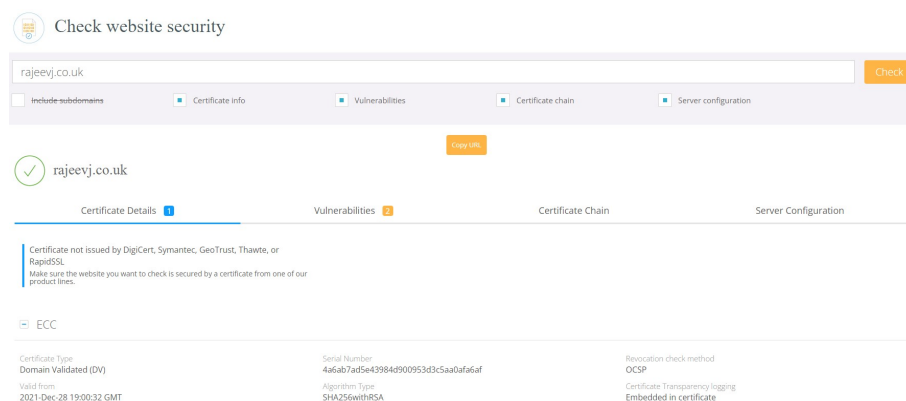 Check website security
rajeevj.co.uk
Check
Include subdomains
Certificate info
Vulnerabilities
Certificate chain
Server configuration
Copy URL
rajeevj.co.uk
Certificate Details 1
Vulnerabilities 2
Certificate Chain
Server Configuration
Certificate not issued by DigiCert, Symantec, GeoTrust, Thawte, or
RapidSSL
Make sure the website you want to check is secured by a certificate from one of our
product lines.
ECC
Certificate Type
Domain Validated (DV)
Serial Number
4a6ab7ad5e43984d900953d3c5aa0afa6af
Revocation check method
OCSP
Valid from
2021-Dec-28 19:00:32 GMT
Algorithm Type
SHA256withRSA
Certificate Transparency logging
Embedded in certificate